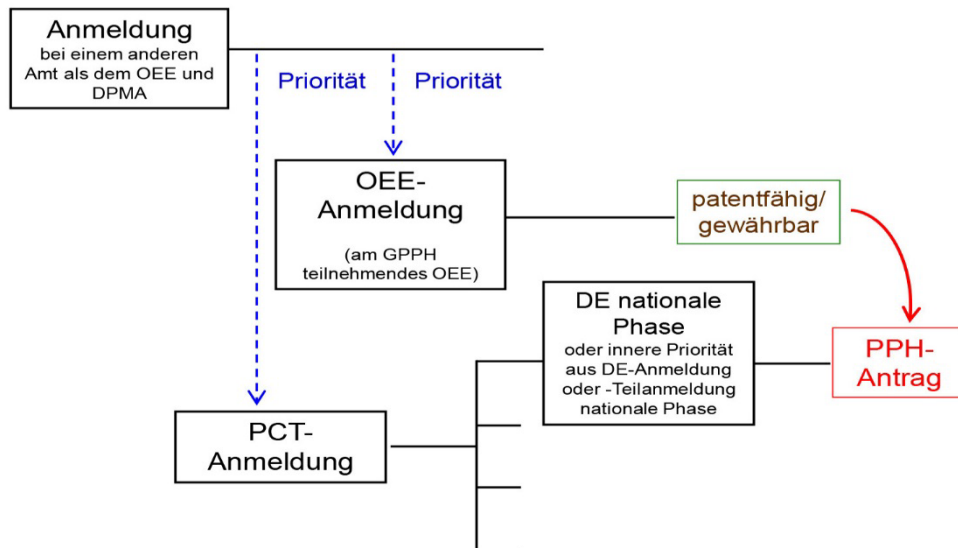 Anmeldung
bei einem anderen
Amt als dem OEE und
DPMA
Priorität
Priorität
OEE-
Anmeldung
(am GPPH
teilnehmendes OEE)
patentfähig/
gewährbar
DE nationale
Phase
oder innere Priorität
aus DE-Anmeldung
oder -Teilanmeldung
nationale Phase
PPH-
Antrag
PCT-
Anmeldung